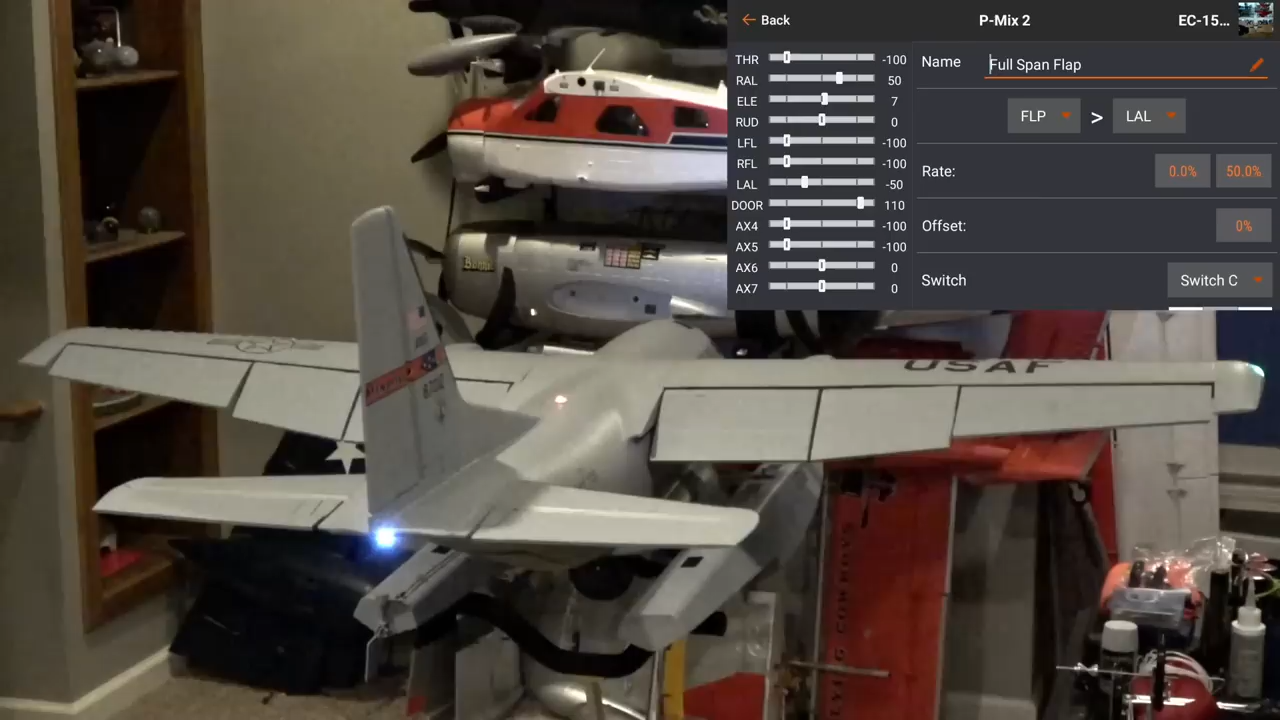 Back P-Mix 2 EC-15...
THR -100
RAL 50
ELE 7
RUD 0
LFL -100
RFL -100
LAL -50
DOOR 110
AX4 -100
AX5 -100
AX6 0
AX7 0
Name Full Span Flap
FLP > LAL
Rate: 0.0% 50.0%
Offset: 0%
Switch Switch C
USAF
FLYING COWBOYS